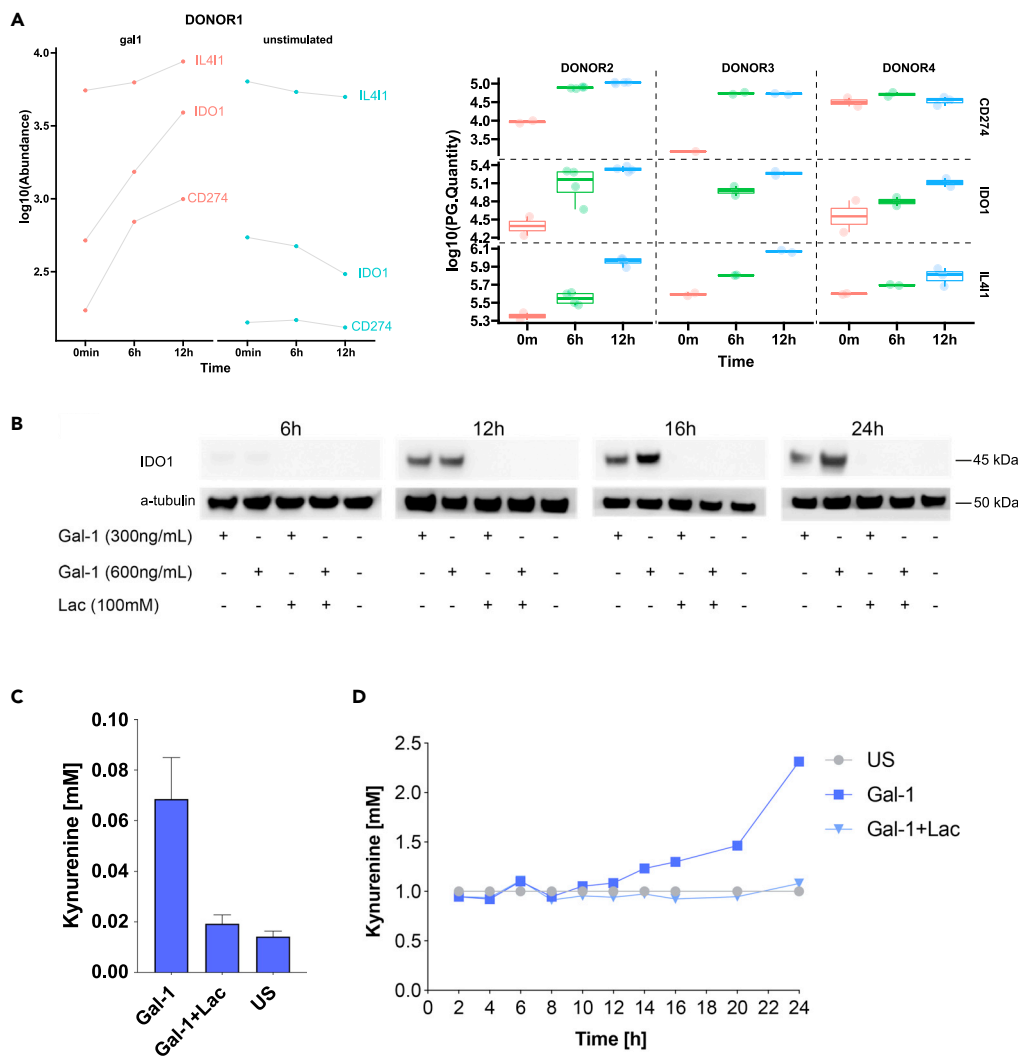 A
DONOR1
gal1
unstimulated
4.0
3.5
3.0
2.5
log10(Abundance)
IL4I1
IDO1
CD274
IL4I1
IDO1
CD274
0min
6h
12h
0min
6h
12h
Time
DONOR2
DONOR3
DONOR4
5.0
4.5
4.0
3.5
CD274
5.4
5.1
4.5
4.2
IDO1
6.1
5.9
5.5
5.3
IL4I1
log10(PG.Quantity)
0m
6h
12h
0m
6h
12h
0m
6h
12h
Time
B
6h
12h
16h
24h
IDO1
45 kDa
a-tubulin
50 kDa
Gal-1 (300ng/mL) + - + - - + - + - - + - + - - + - + - -
Gal-1 (600ng/mL) - + - + - - + - + - - + - + - - + - + -
Lac (100mM) - - + + - - - + + - - - + + - - - + + -
C
0.10
0.08
0.06
0.04
0.02
0.00
Kynurenine [mM]
Gal-1
Gal-1+Lac
US
D
2.5
2.0
1.5
1.0
0.5
0.0
Kynurenine [mM]
0 2 4 6 8 10 12 14 16 18 20 22 24
Time [h]
US
Gal-1
Gal-1+Lac